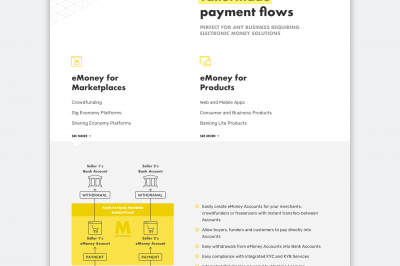 payment flows
PERFECT FOR ANY BUSINESS REQUIRING
ELECTRONIC MONEY SOLUTIONS
eMoney for
Marketplaces
Crowdfunding
Gig Economy Platforms
Sharing Economy Platforms
SEE MORE
eMoney for
Products
Web and Mobile Apps
Consumer and Business Products
Banking Lite Products
SEE MORE
Seller 1's
Bank Account
Seller 2's
Bank Account
WITHDRAWAL
WITHDRAWAL
YOUR PAYBASE POWERED
MARKETPLACE
M
Seller 1's
eMoney Account
Seller 2's
eMoney Account
PAYMENT
PAYMENT
Easily create eMoney Accounts for your merchants,
crowdfunders or freelancers with instant transfers between
Accounts
Allow buyers, funders and customers to pay directly into
Accounts
Easy withdrawals from eMoney Accounts into Bank Accounts
Easy compliance with integrated KYC and KYB Services